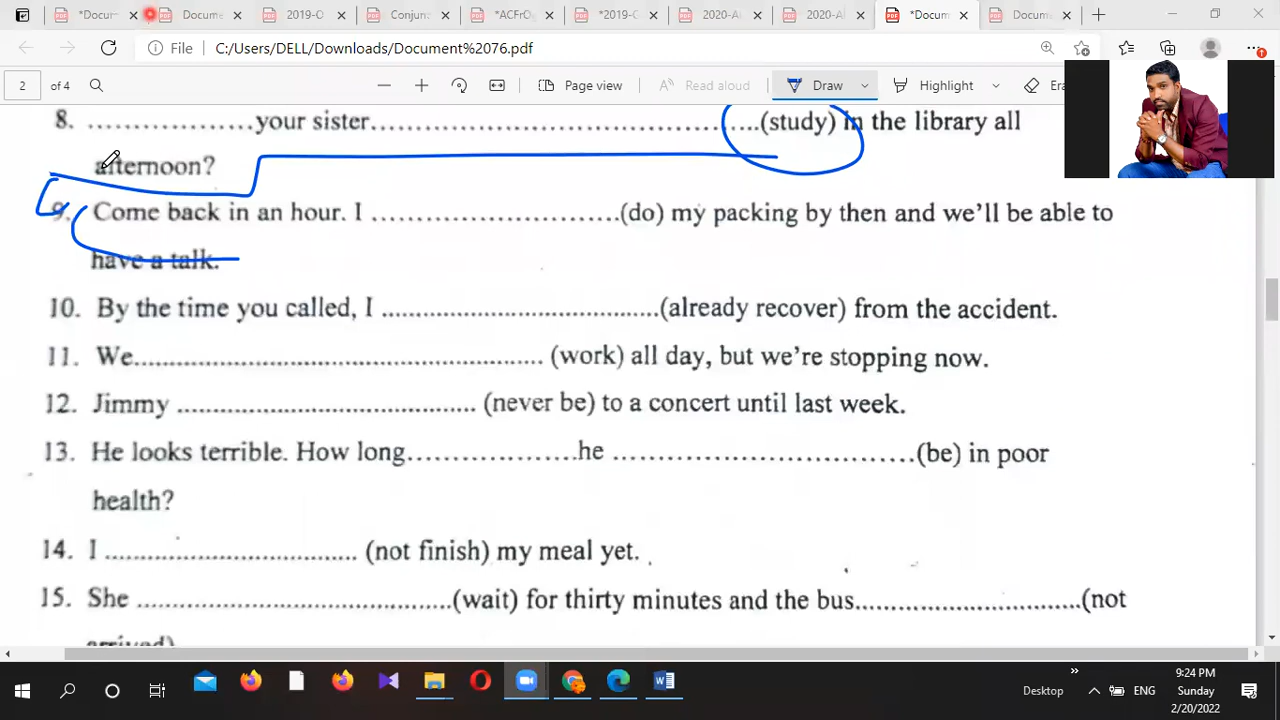 *Docum
Docume
2019-O
Conjunc
*ACFrO
*2019-O
2020-Al
2020-Al
*Docum
Docum
File
C:/Users/DELL/Downloads/Document%2076.pdf
2 of 4
Page view
Read aloud
Draw
Highlight
Era
8. ....................your sister..........................................(study) in the library all
afternoon?
9. Come back in an hour. I ............................(do) my packing by then and we'll be able to
have a talk.
10. By the time you called, I .......................................(already recover) from the accident.
11. We......................................................... (work) all day, but we're stopping now.
12. Jimmy .......................................... (never be) to a concert until last week.
13. He looks terrible. How long....................he .....................................(be) in poor
health?
14. I ................................... (not finish) my meal yet.
15. She ............................................(wait) for thirty minutes and the bus...............................(not
arrived)
Desktop
ENG
9:24 PM
Sunday
2/20/2022